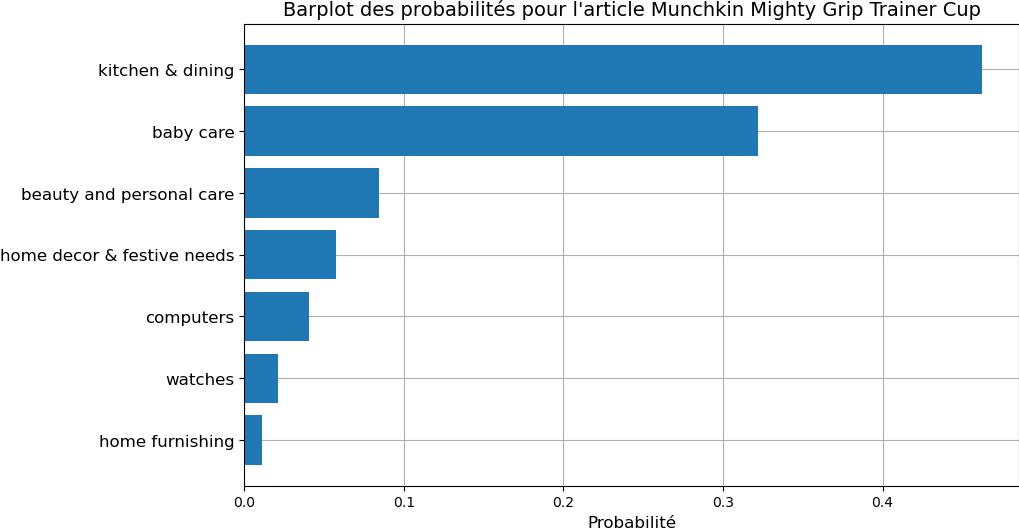 Barplot des probabilités pour l'article Munchkin Mighty Grip Trainer Cup
kitchen & dining
baby care
beauty and personal care
home decor & festive needs
computers
watches
home furnishing
0.0 0.1 0.2 0.3 0.4
Probabilité